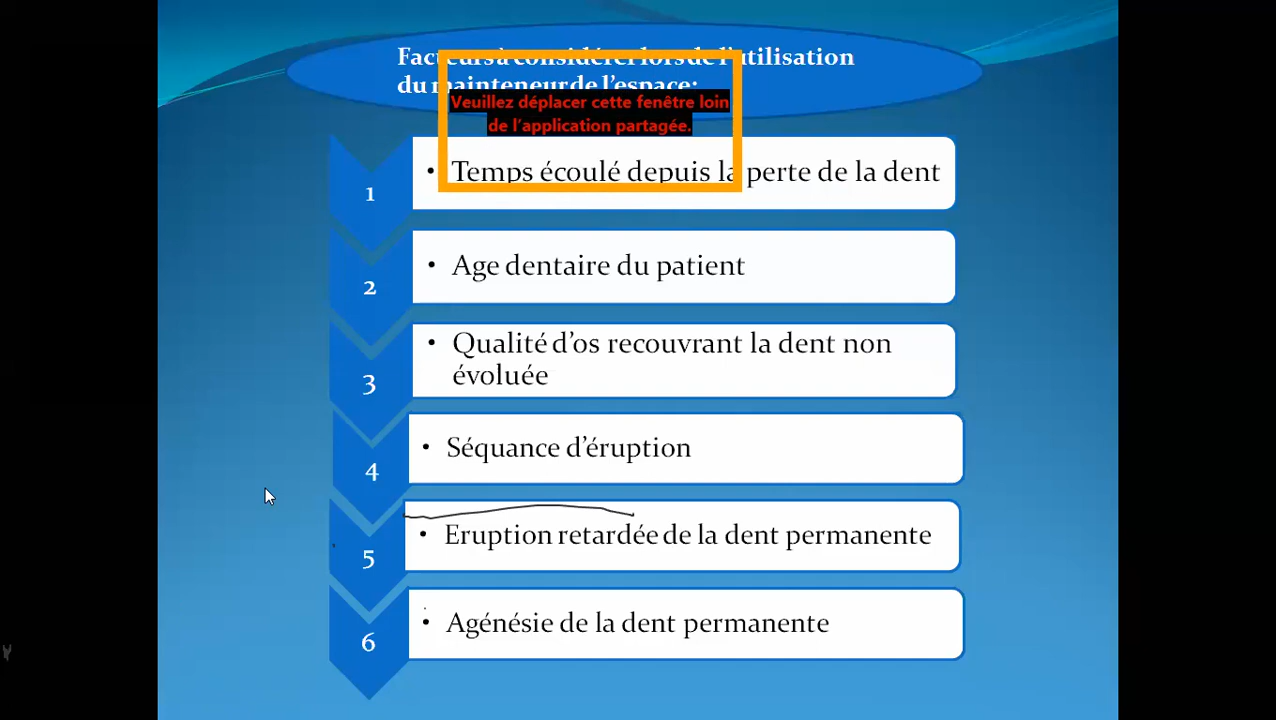 Facteurs à considérer lors de l'utilisation
du mainteneur de l'espace:
Veuillez déplacer cette fenêtre loin
de l'application partagée.
1
• Temps écoulé depuis la perte de la dent
2
• Age dentaire du patient
3
• Qualité d'os recouvrant la dent non
évoluée
4
• Séquance d'éruption
5
• Eruption retardée de la dent permanente
6
• Agénésie de la dent permanente